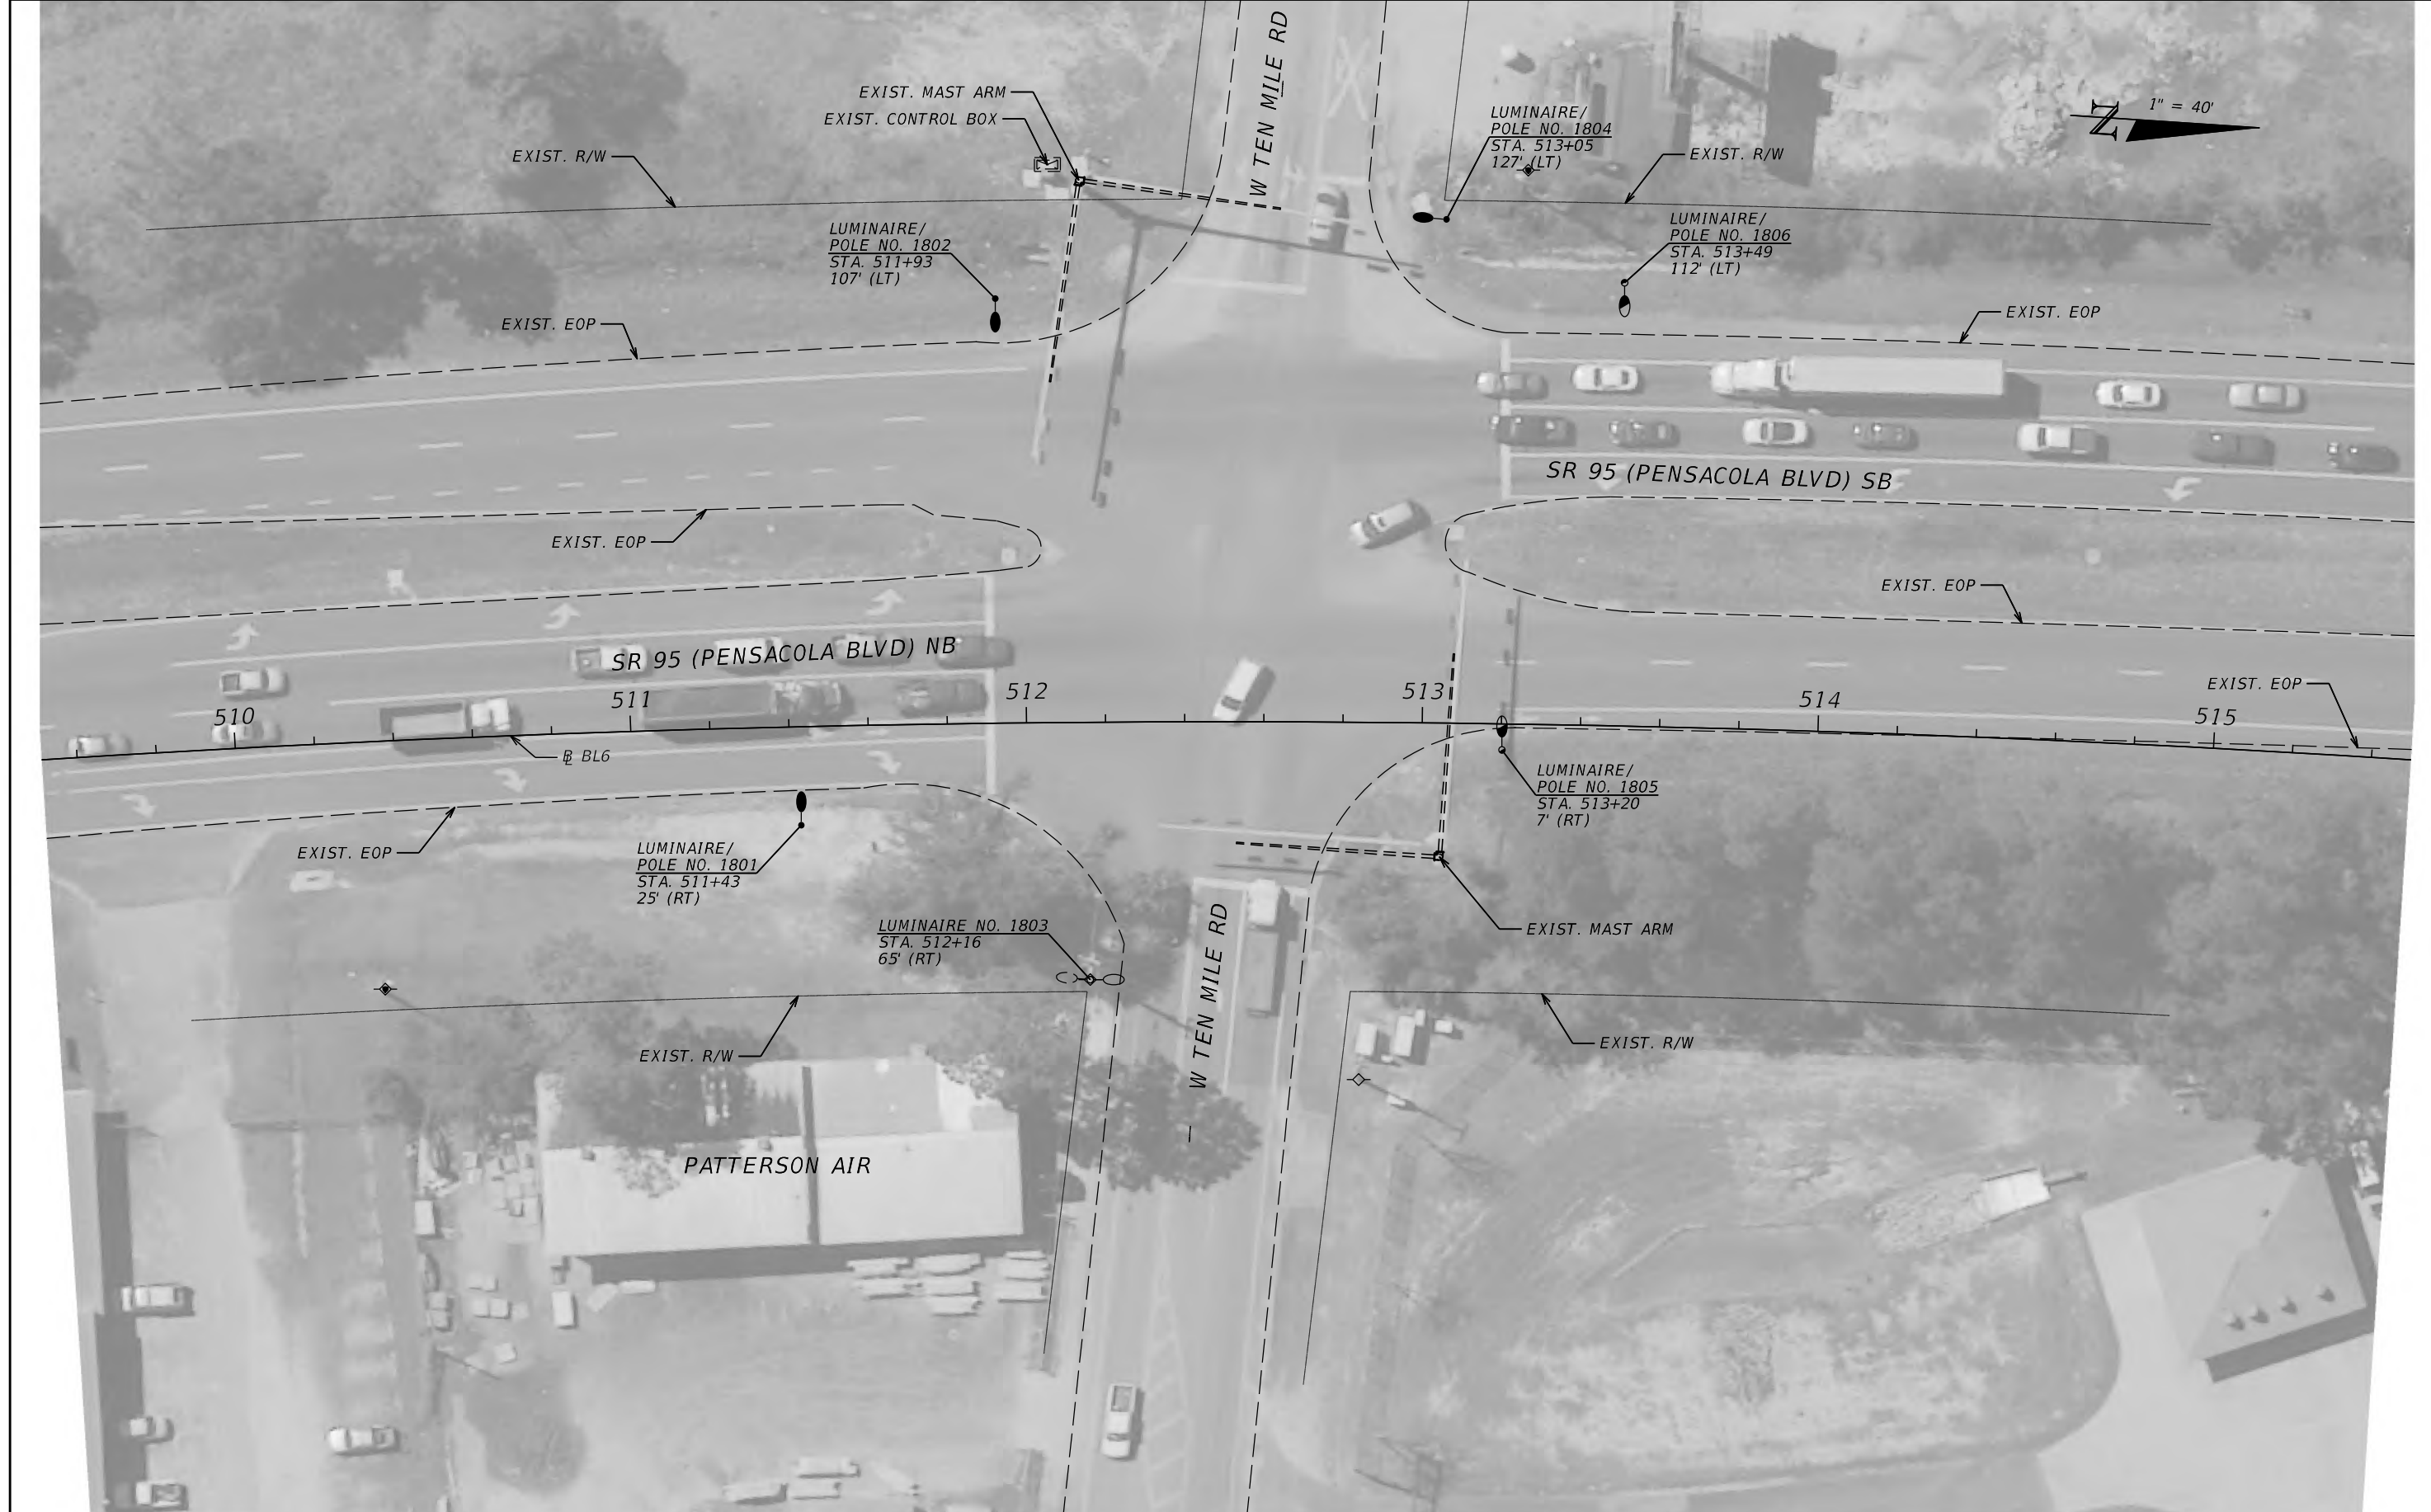 W TEN MILE RD
EXIST. MAST ARM
EXIST. CONTROL BOX
EXIST. R/W
LUMINAIRE/
POLE NO. 1804
STA. 513+05
127' (LT)
EXIST. R/W
N
1" = 40'
LUMINAIRE/
POLE NO. 1802
STA. 511+93
107' (LT)
LUMINAIRE/
POLE NO. 1806
STA. 513+49
112' (LT)
EXIST. EOP
EXIST. EOP
SR 95 (PENSACOLA BLVD) SB
EXIST. EOP
EXIST. EOP
SR 95 (PENSACOLA BLVD) NB
EXIST. EOP
510
511
512
513
514
515
BL BL6
LUMINAIRE/
POLE NO. 1805
STA. 513+20
7' (RT)
EXIST. EOP
LUMINAIRE/
POLE NO. 1801
STA. 511+43
25' (RT)
LUMINAIRE NO. 1803
STA. 512+16
65' (RT)
EXIST. MAST ARM
W TEN MILE RD
EXIST. R/W
EXIST. R/W
PATTERSON AIR